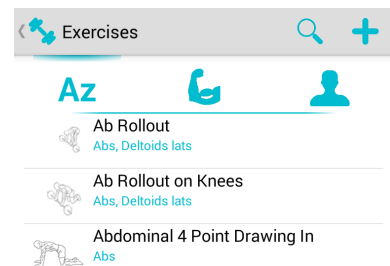 Exercises
Az
Ab Rollout
Abs, Deltoids lats
Ab Rollout on Knees
Abs, Deltoids lats
Abdominal 4 Point Drawing In
Abs